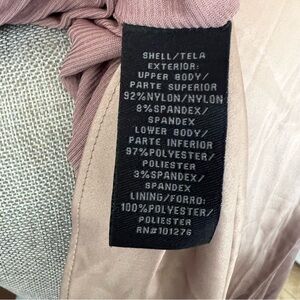 SHELL/TELA
EXTERIOR:
UPPER BODY/
PARTE SUPERIOR
92%NYLON/NYLON
8%SPANDEX/
SPANDEX
LOWER BODY/
PARTE INFERIOR
97%POLYESTER/
POLIESTER
3%SPANDEX/
SPANDEX
LINING/FORRO:
100%POLYESTER/
POLIESTER
RN#101276